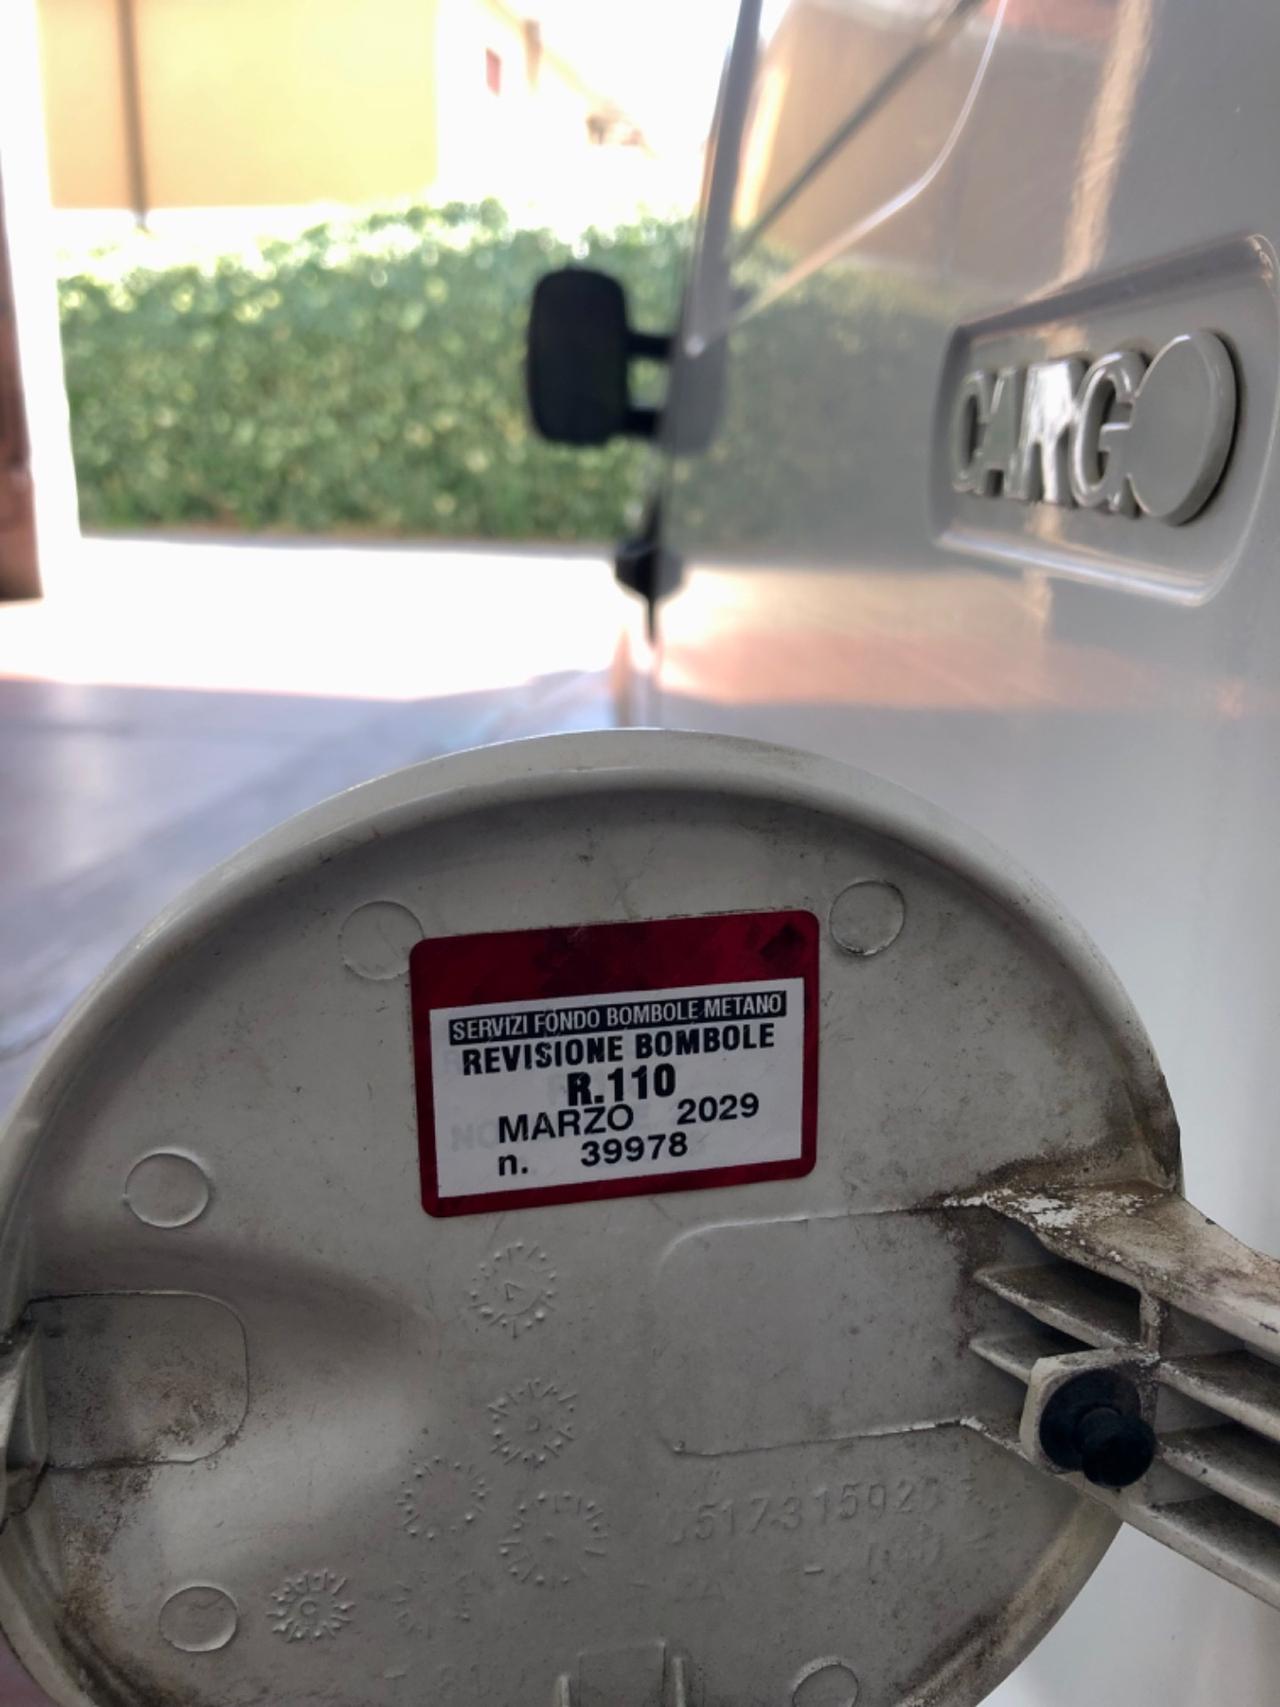 CARGO
SERVIZI FONDO BOMBOLE METANO
REVISIONE BOMBOLE
R.110
MARZO 2029
n. 39978